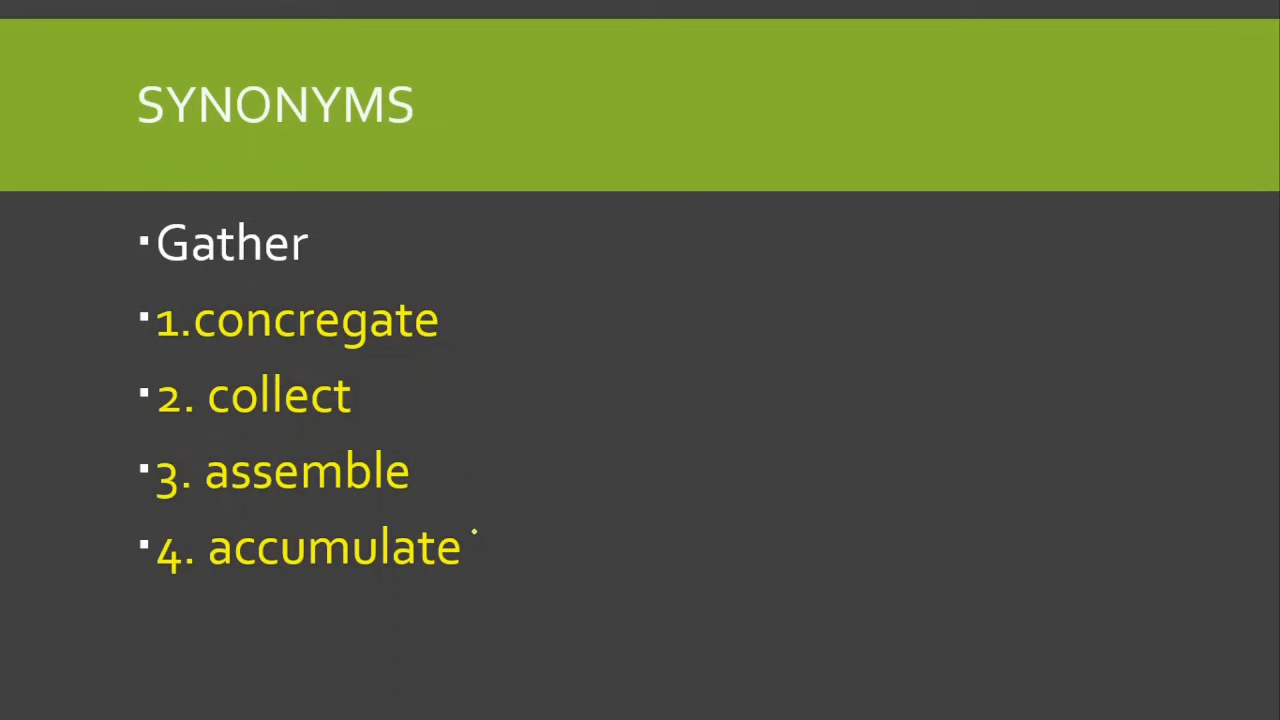 SYNONYMS
▪Gather
▪1.concregate
▪2. collect
▪3. assemble
▪4. accumulate